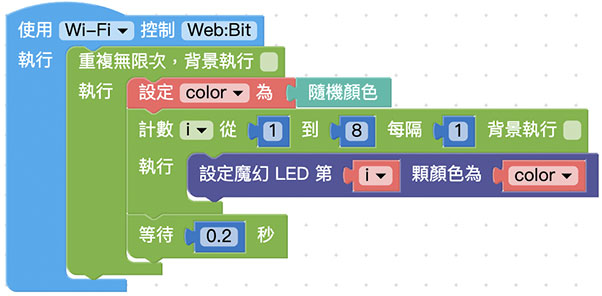 使用 Wi-Fi 控制 Web:Bit
執行 重複無限次，背景執行
執行 設定 color 為 隨機顏色
計數 i 從 1 到 8 每隔 1 背景執行
執行 設定魔幻 LED 第 i 顆顏色為 color
等待 0.2 秒